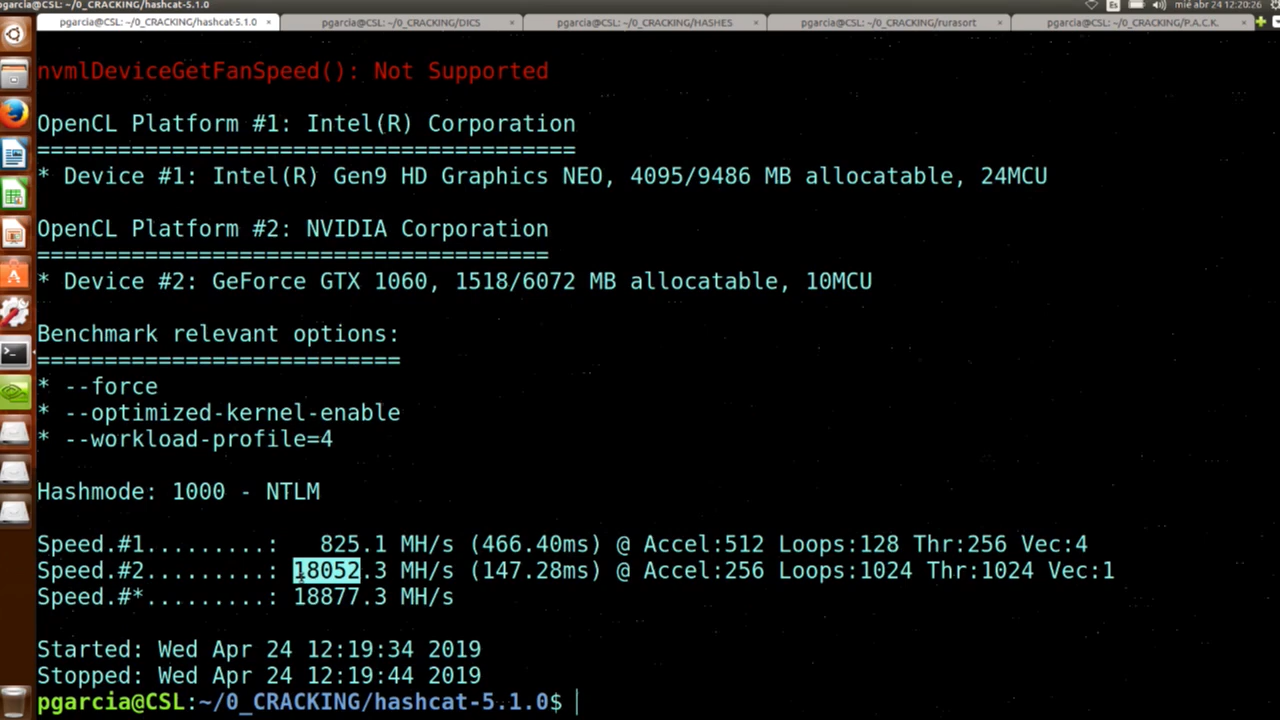 pgarcia@CSL: ~/0_CRACKING/hashcat-5.1.0
Es mié abr 24 12:20:26
pgarcia@CSL: ~/0_CRACKING/hashcat-5.1.0 × pgarcia@CSL: ~/0_CRACKING/DICS × pgarcia@CSL: ~/0_CRACKING/HASHES × pgarcia@CSL: ~/0_CRACKING/rurasort × pgarcia@CSL: ~/0_CRACKING/P.A.C.K. ×
nvmlDeviceGetFanSpeed(): Not Supported
OpenCL Platform #1: Intel(R) Corporation
========================================
* Device #1: Intel(R) Gen9 HD Graphics NEO, 4095/9486 MB allocatable, 24MCU
OpenCL Platform #2: NVIDIA Corporation
======================================
* Device #2: GeForce GTX 1060, 1518/6072 MB allocatable, 10MCU
Benchmark relevant options:
===========================
* --force
* --optimized-kernel-enable
* --workload-profile=4
Hashmode: 1000 - NTLM
Speed.#1.........:   825.1 MH/s (466.40ms) @ Accel:512 Loops:128 Thr:256 Vec:4
Speed.#2.........: 18052.3 MH/s (147.28ms) @ Accel:256 Loops:1024 Thr:1024 Vec:1
Speed.#*.........: 18877.3 MH/s
Started: Wed Apr 24 12:19:34 2019
Stopped: Wed Apr 24 12:19:44 2019
pgarcia@CSL:~/0_CRACKING/hashcat-5.1.0$